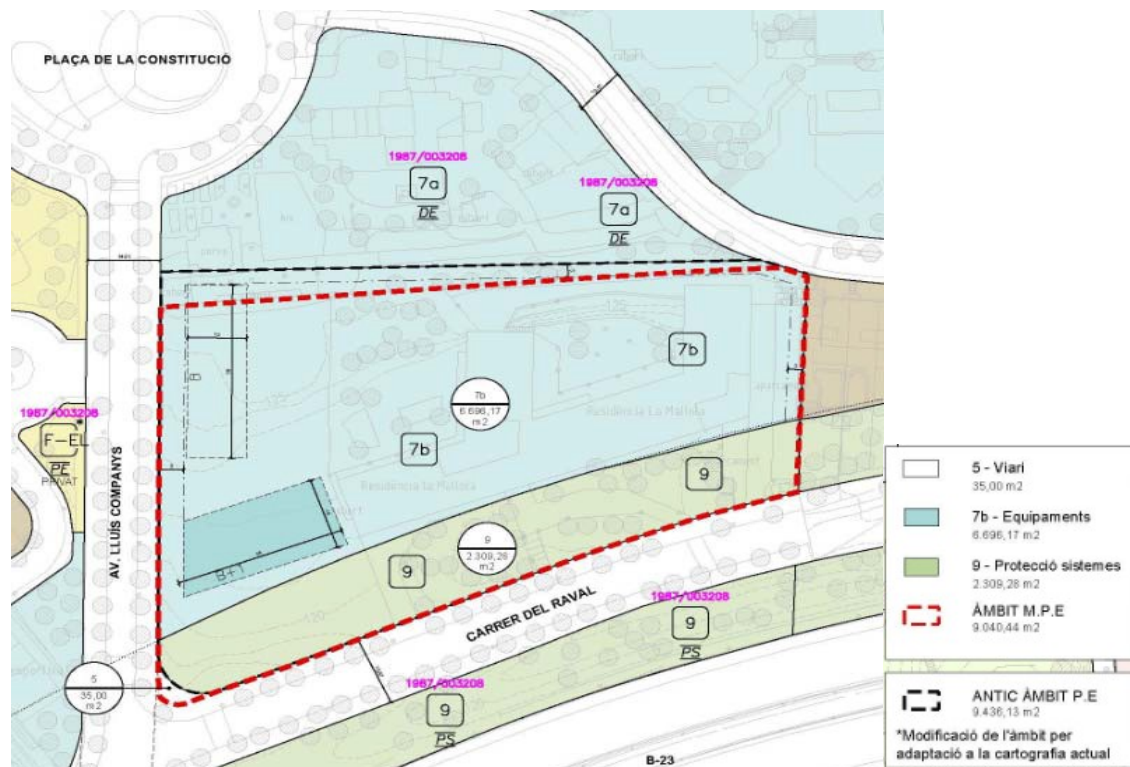 PLAÇA DE LA CONSTITUCIÓ
1987/003208
7a
DE
1987/003208
7a
DE
7b
7b
6.696,17
m2
7b
Residència La Mallola
Residència La Mallola
1987/003208
F-EL
PE
PRIVAT
AV. LLUÍS COMPANYS
B
B+1
9
9
2.309,28
m2
9
CARRER DEL RAVAL
1987/003208
9
PS
5
35,00
m2
1987/003208
9
PS
B-23
5 - Viari
35,00 m2
7b - Equipaments
6.696,17 m2
9 - Protecció sistemes
2.309,28 m2
ÀMBIT M.P.E
9.040,44 m2
ANTIC ÀMBIT P.E
9.436,13 m2
*Modificació de l'àmbit per
adaptació a la cartografia actual